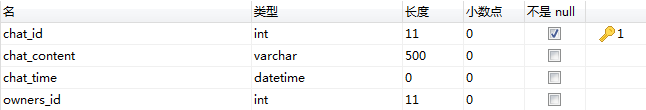 名 类型 长度 小数点 不是 null
chat_id int 11 0 1
chat_content varchar 500 0
chat_time datetime 0 0
owners_id int 11 0